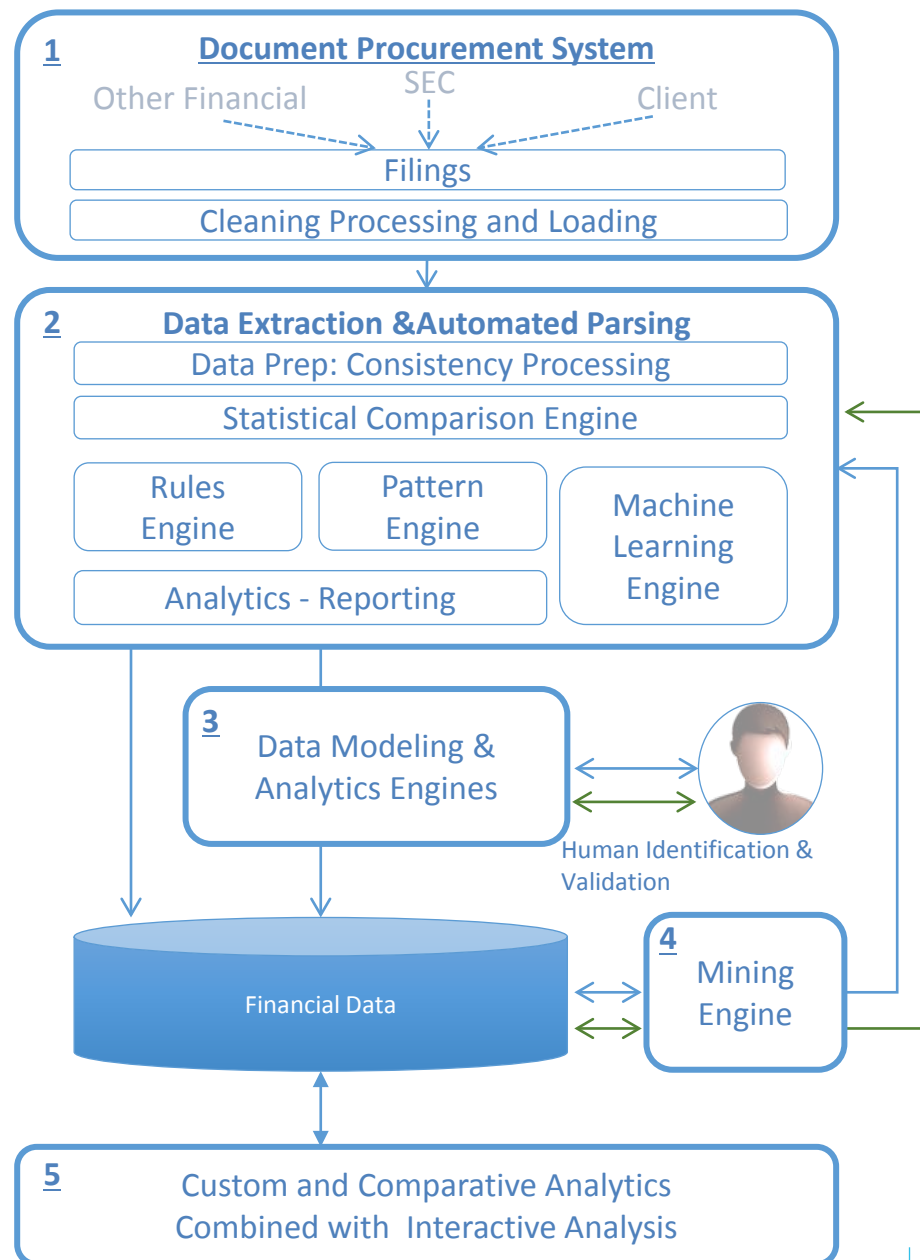 1
Document Procurement System
SEC
Other Financial
Client
Filings
Cleaning Processing and Loading
2
Data Extraction &Automated Parsing
Data Prep: Consistency Processing
Statistical Comparison Engine
Rules
Engine
Pattern
Engine
Machine
Learning
Engine
Analytics - Reporting
3
Data Modeling &
Analytics Engines
Human Identification &
Validation
4
Mining
Engine
Financial Data
5
Custom and Comparative Analytics
Combined with  Interactive Analysis